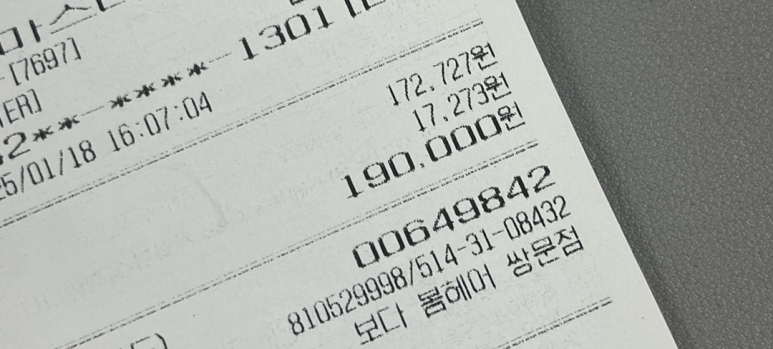 [7697]
2**-****-1301
25/01/18 16:07:04
172,727원
17,273원
190,000원
00649842
810529998/514-31-08432
보다 봄헤어 쌍문점